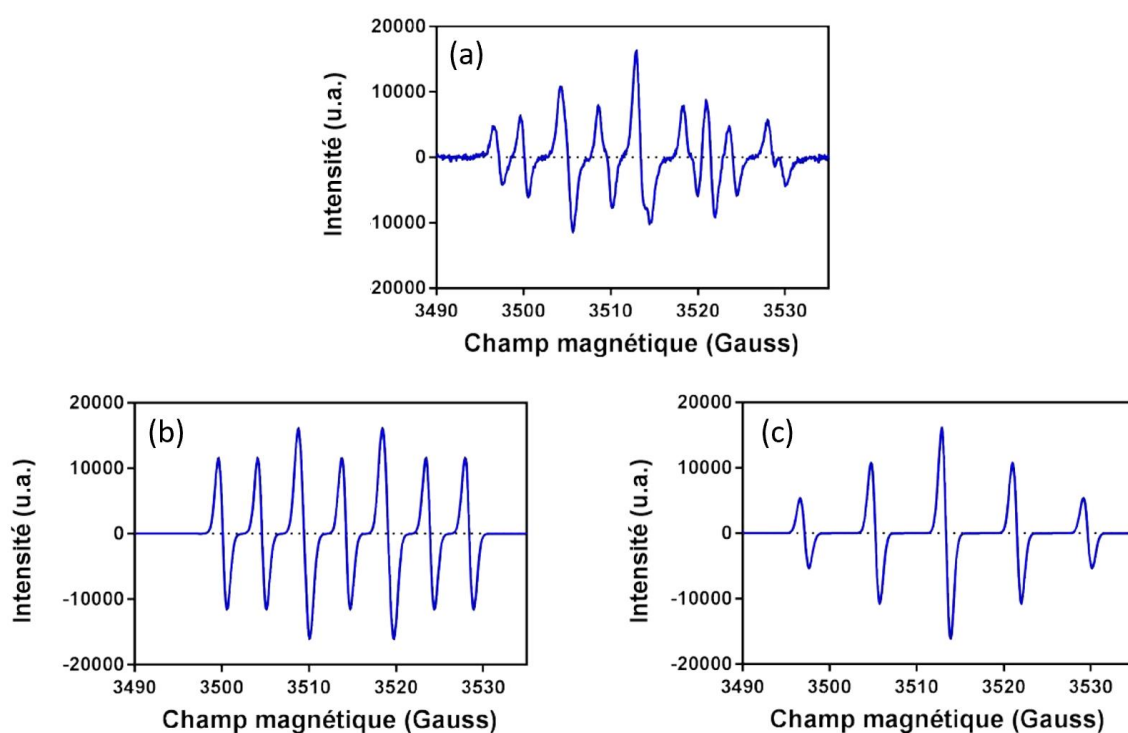 (a)
Intensité (u.a.)
20000
10000
0
10000
20000
3490 3500 3510 3520 3530
Champ magnétique (Gauss)
(b)
Intensité (u.a.)
20000
10000
0
-10000
-20000
3490 3500 3510 3520 3530
Champ magnétique (Gauss)
(c)
Intensité (u.a.)
20000
10000
0
-10000
-20000
3490 3500 3510 3520 3530
Champ magnétique (Gauss)